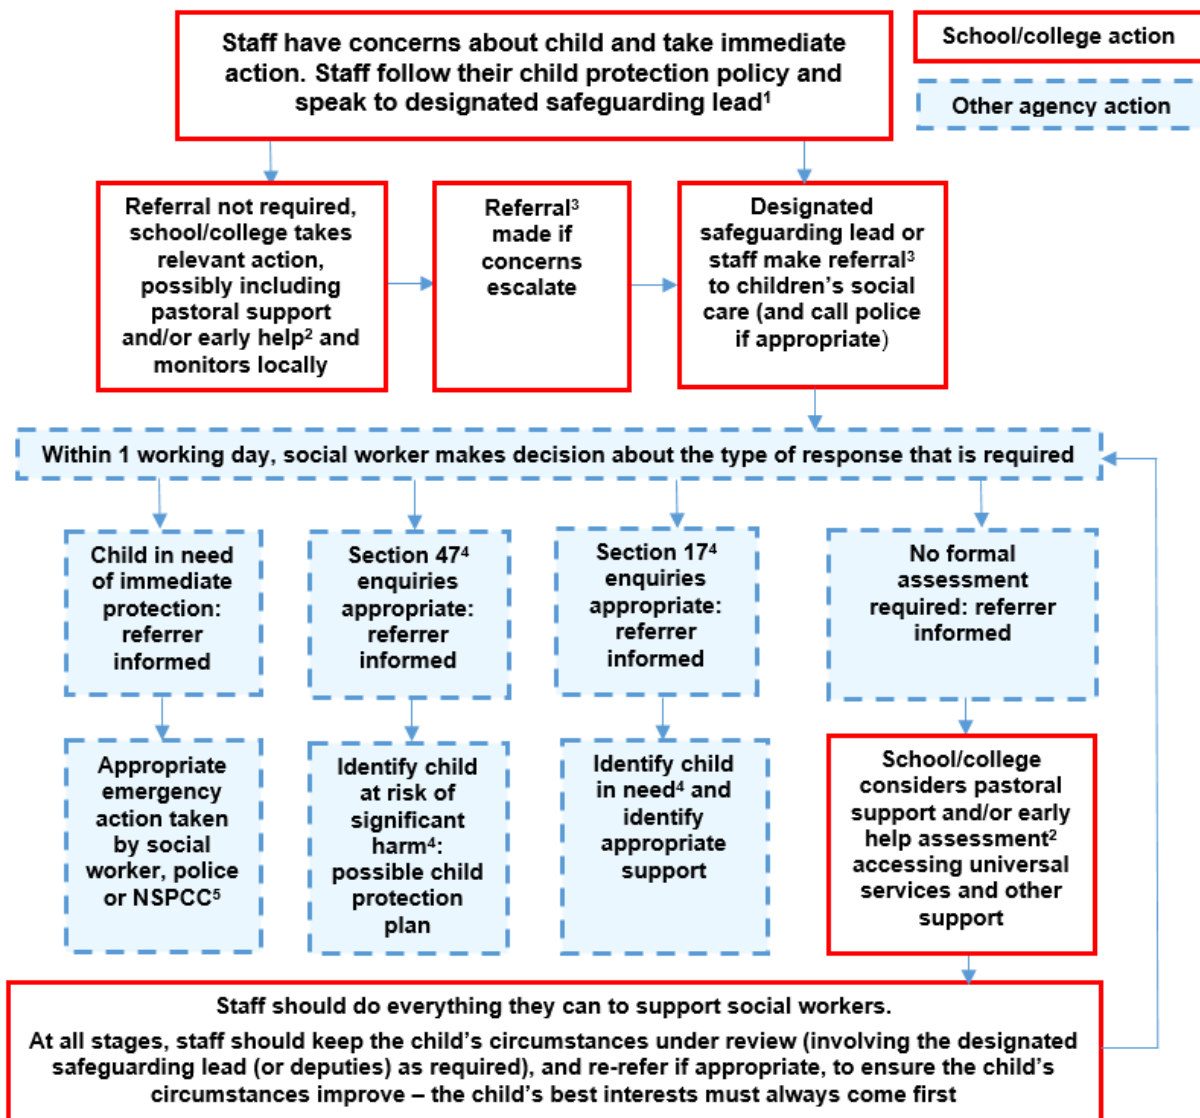 Staff have concerns about child and take immediate
action. Staff follow their child protection policy and
speak to designated safeguarding lead¹
School/college action
Other agency action
Referral not required,
school/college takes
relevant action,
possibly including
pastoral support
and/or early help² and
monitors locally
Referral³
made if
concerns
escalate
Designated
safeguarding lead or
staff make referral³
to children’s social
care (and call police
if appropriate)
Within 1 working day, social worker makes decision about the type of response that is required
Child in need
of immediate
protection:
referrer
informed
Section 47⁴
enquiries
appropriate:
referrer
informed
Section 17⁴
enquiries
appropriate:
referrer
informed
No formal
assessment
required: referrer
informed
Appropriate
emergency
action taken
by social
worker, police
or NSPCC⁵
Identify child
at risk of
significant
harm⁴:
possible child
protection
plan
Identify child
in need⁴ and
identify
appropriate
support
School/college
considers pastoral
support and/or early
help assessment²
accessing universal
services and other
support
Staff should do everything they can to support social workers.
At all stages, staff should keep the child’s circumstances under review (involving the designated
safeguarding lead (or deputies) as required), and re-refer if appropriate, to ensure the child’s
circumstances improve – the child’s best interests must always come first